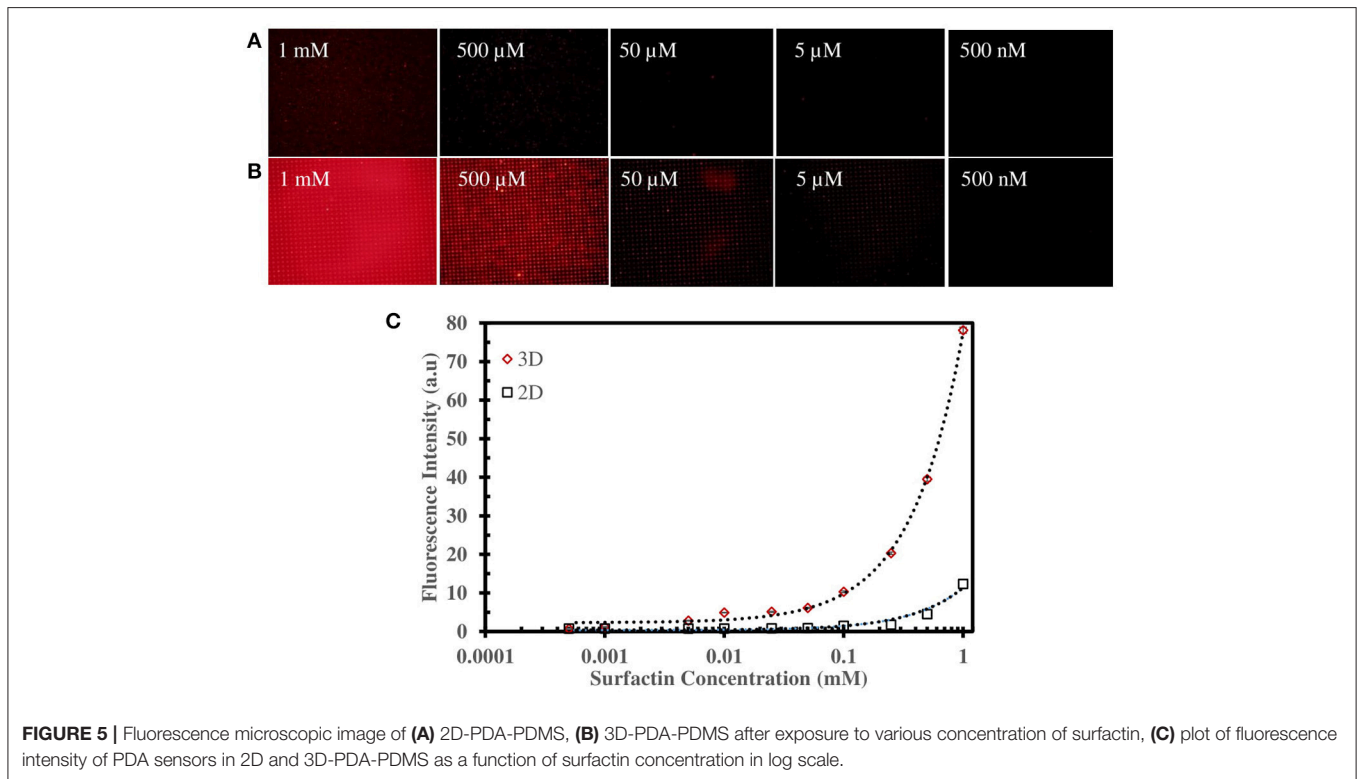 A
1 mM
500 µM
50 µM
5 µM
500 nM
B
1 mM
500 µM
50 µM
5 µM
500 nM
C
80
70
60
50
40
30
20
10
0
Fluorescence Intensity (a.u)
3D
2D
0.0001
0.001
0.01
0.1
1
Surfactin Concentration (mM)
FIGURE 5 | Fluorescence microscopic image of (A) 2D-PDA-PDMS, (B) 3D-PDA-PDMS after exposure to various concentration of surfactin, (C) plot of fluorescence
intensity of PDA sensors in 2D and 3D-PDA-PDMS as a function of surfactin concentration in log scale.